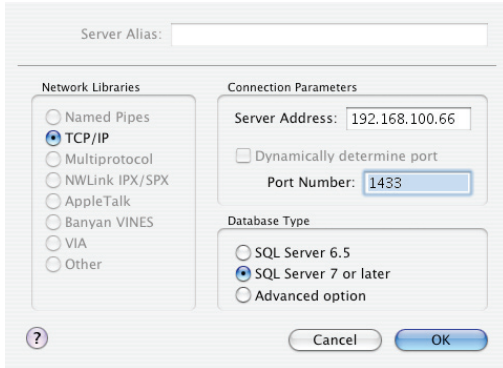 Server Alias:
Network Libraries
Named Pipes
TCP/IP
Multiprotocol
NWLink IPX/SPX
AppleTalk
Banyan VINES
VIA
Other
Connection Parameters
Server Address: 192.168.100.66
Dynamically determine port
Port Number: 1433
Database Type
SQL Server 6.5
SQL Server 7 or later
Advanced option
?
Cancel
OK